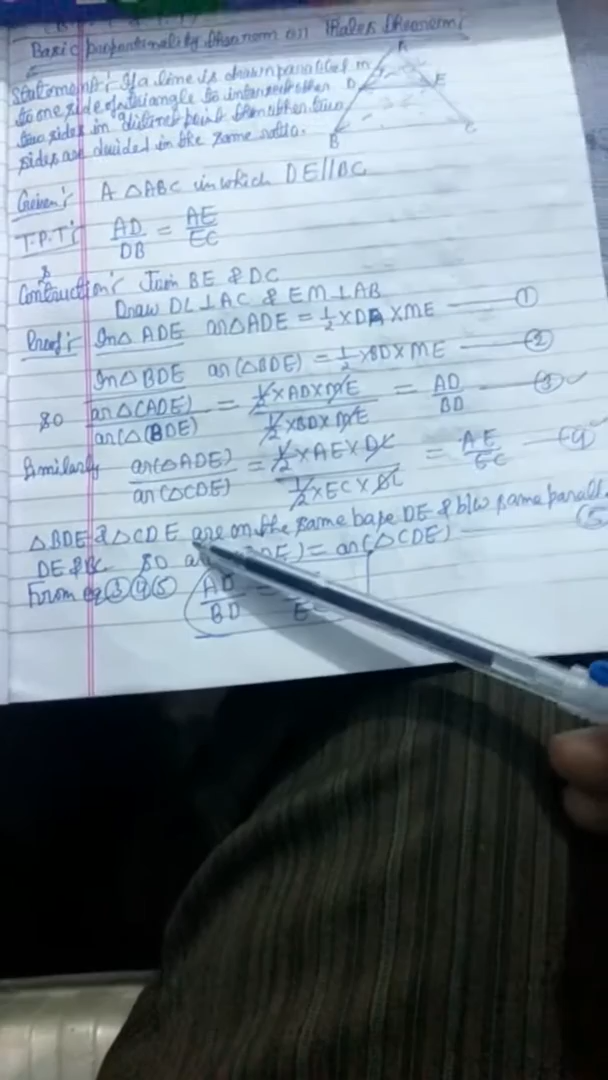 Basic proportionality theorem on Thales theorem:
Statement: If a line is drawn parallel
to one side of a triangle to intersect other
two sides in distinct point then other two
sides are divided in the same ratio.
A
m L
D E
B C
Given: A △ABC in which DE||BC
T.P.T: AD/DB = AE/EC
Contruction: Join BE & DC
Draw DL⊥AC & EM⊥AB
Proof: In△ ADE ar△ADE = 1/2 × DA × ME — ①
In△ BDE ar(△BDE) = 1/2 × BD × ME — ②
so ar△(ADE)/ar(△BDE) = 1/2 × AD × ME / 1/2 × BD × ME = AD/BD — ③ ✓
Similarly ar(△ADE)/ar(△CDE) = 1/2 × AE × DL / 1/2 × EC × DL = AE/EC — ④
△BDE & △CDE are on the same base DE & b/w same parall
DE & BC so DE) = ar(△CDE) — ⑤
From eq ③ ④ ⑤ AD/BD =